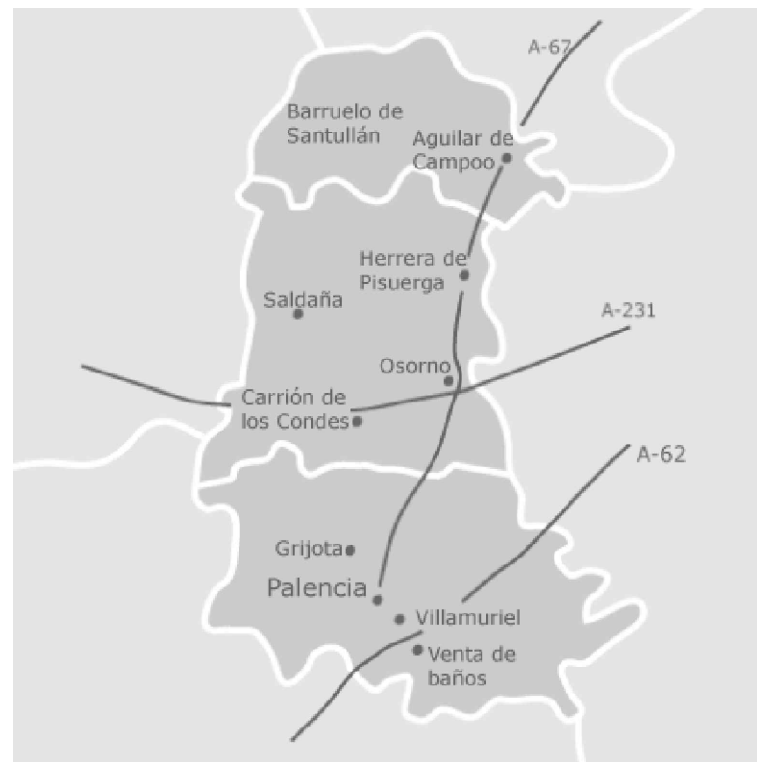 A-67
Barruelo de
Santullán
Aguilar de
Campoo
Herrera de
Pisuerga
Saldaña
A-231
Osorno
Carrión de
los Condes
A-62
Grijota
Palencia
Villamuriel
Venta de
baños